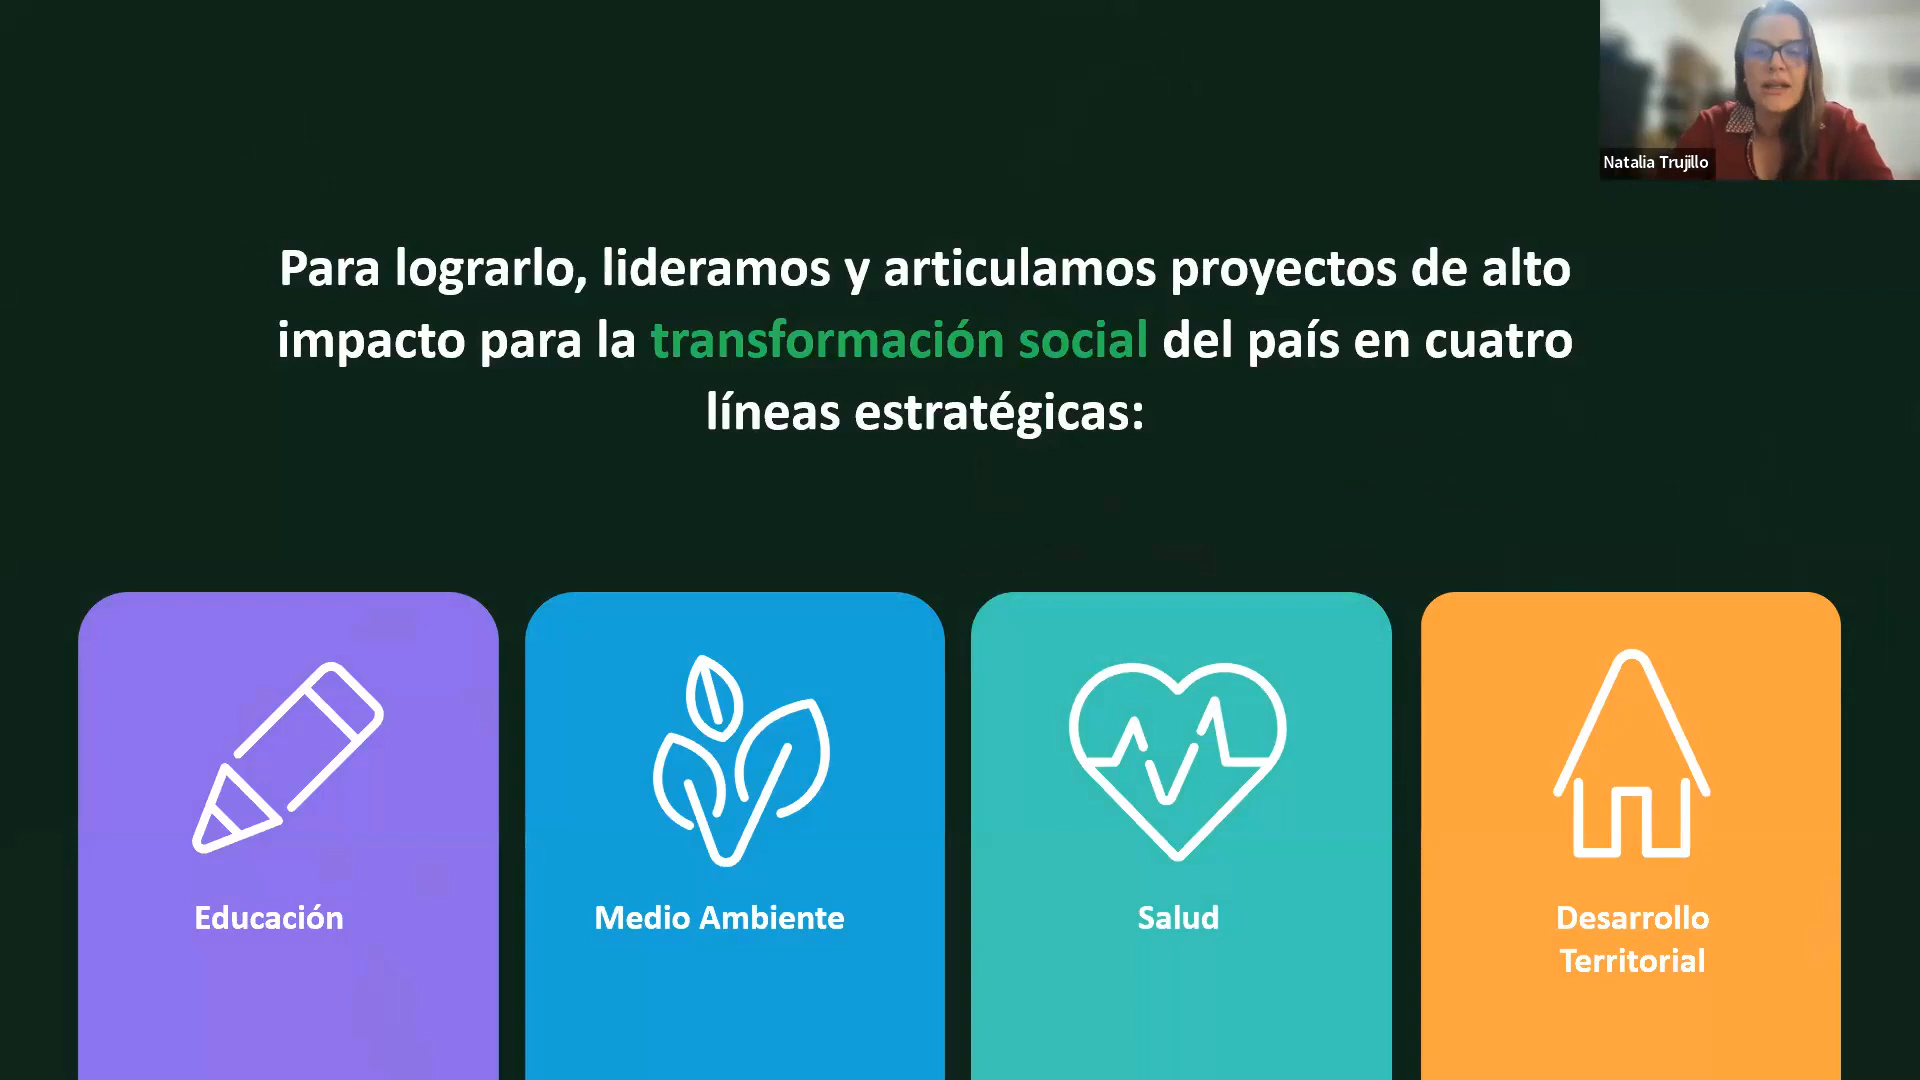 Natalia Trujillo
Para lograrlo, lideramos y articulamos proyectos de alto
impacto para la transformación social del país en cuatro
líneas estratégicas:
Educación
Medio Ambiente
Salud
Desarrollo
Territorial